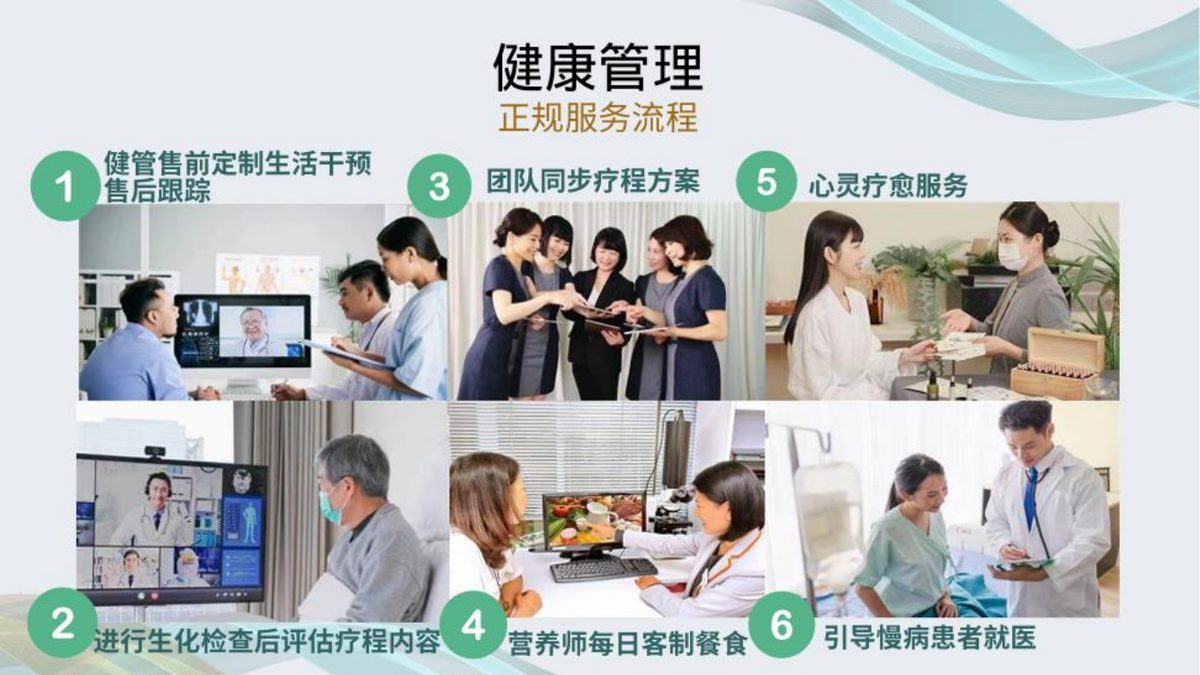 健康管理
正规服务流程
1
健管售前定制生活干预
售后跟踪
2
进行生化检查后评估疗程内容
3
团队同步疗程方案
4
营养师每日客制餐食
5
心灵疗愈服务
6
引导慢病患者就医